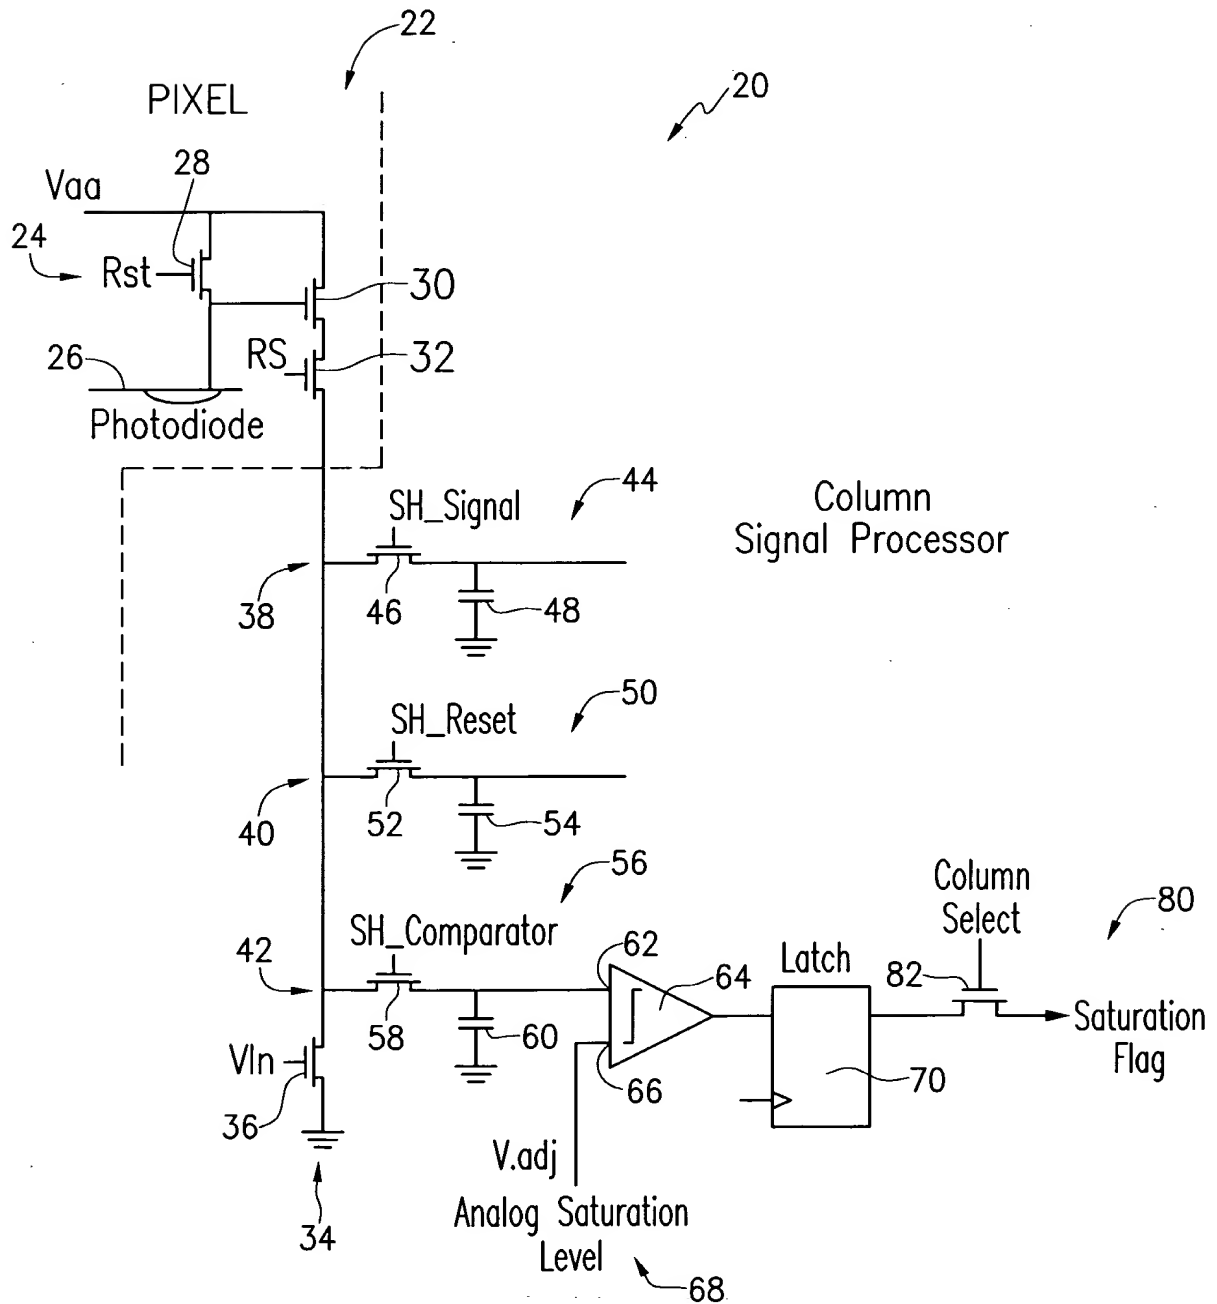 22
PIXEL
20
28
Vaa
24
Rst
30
RS
32
26
Photodiode
44
SH_Signal
Column
Signal Processor
38
46
48
50
SH_Reset
40
52
54
56
Column
Select
80
SH_Comparator
42
62
64
Latch
82
58
60
Saturation
Flag
Vln
66
70
36
V.adj
Analog Saturation
Level
34
68